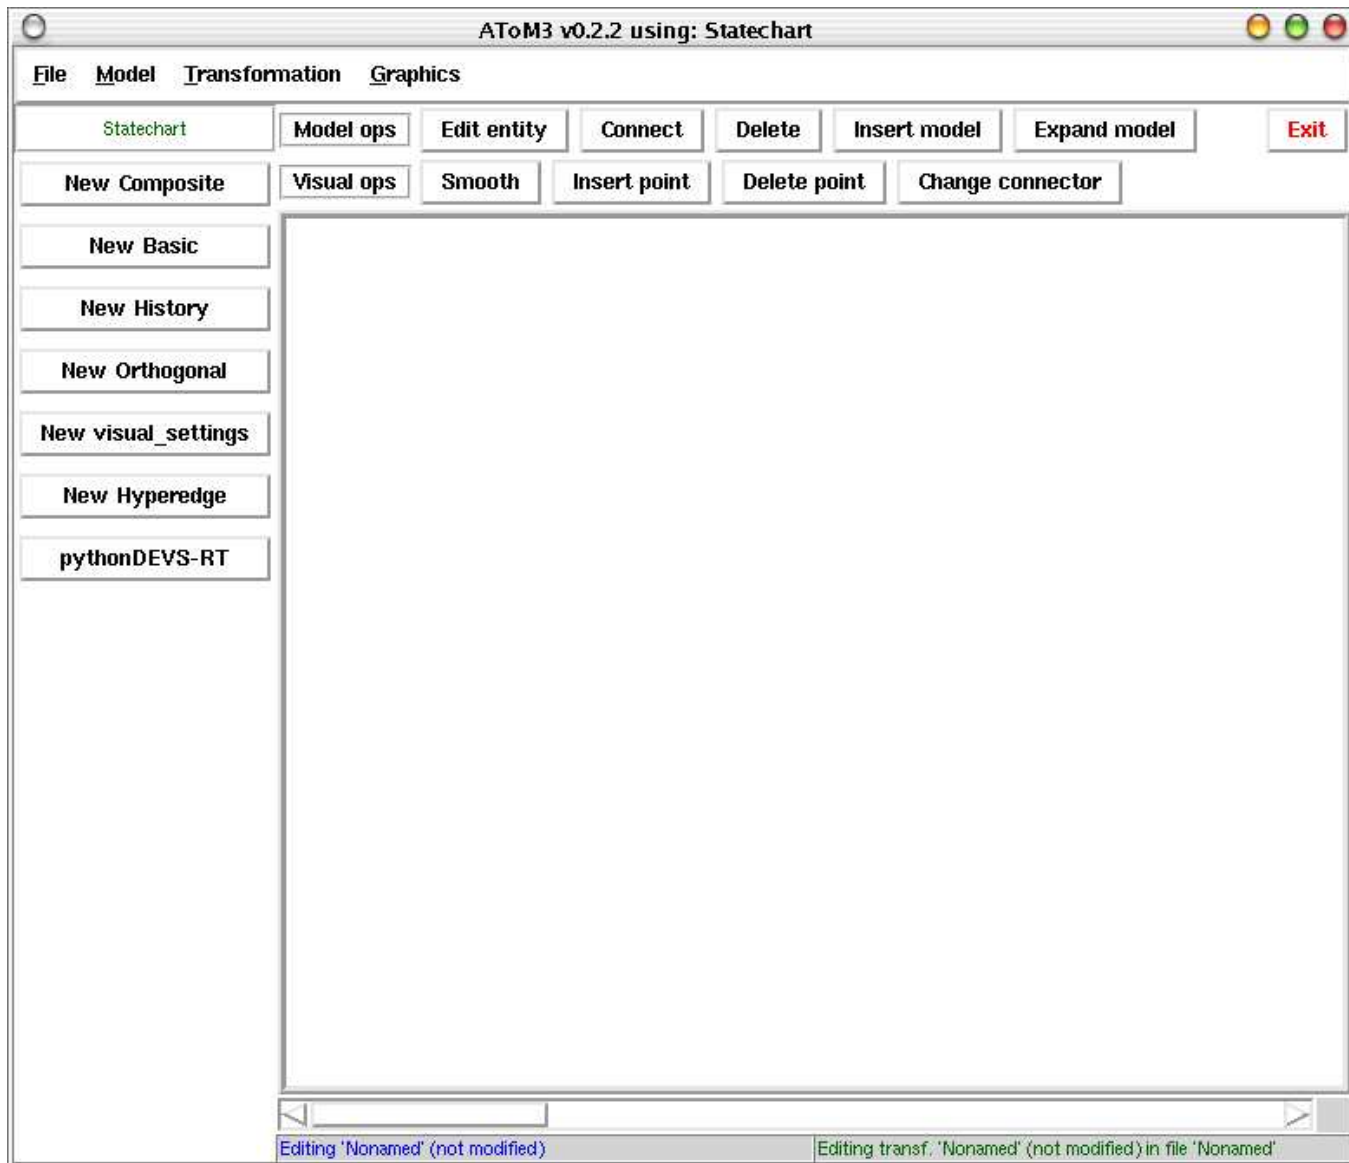 AToM3 v0.2.2 using: Statechart
File Model Transformation Graphics
Statechart Model ops Edit entity Connect Delete Insert model Expand model Exit
New Composite Visual ops Smooth Insert point Delete point Change connector
New Basic
New History
New Orthogonal
New visual_settings
New Hyperedge
pythonDEVS-RT
Editing 'Nonamed' (not modified) Editing transf. 'Nonamed' (not modified) in file 'Nonamed'